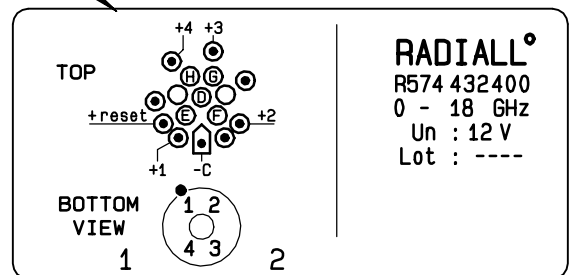 +4 +3
TOP
H G
D
+reset E F +2
+1 -C
BOTTOM
VIEW
1 2
4 3
1 2
RADIALL°
R574 432400
0 - 18 GHz
Un : 12 V
Lot : ----